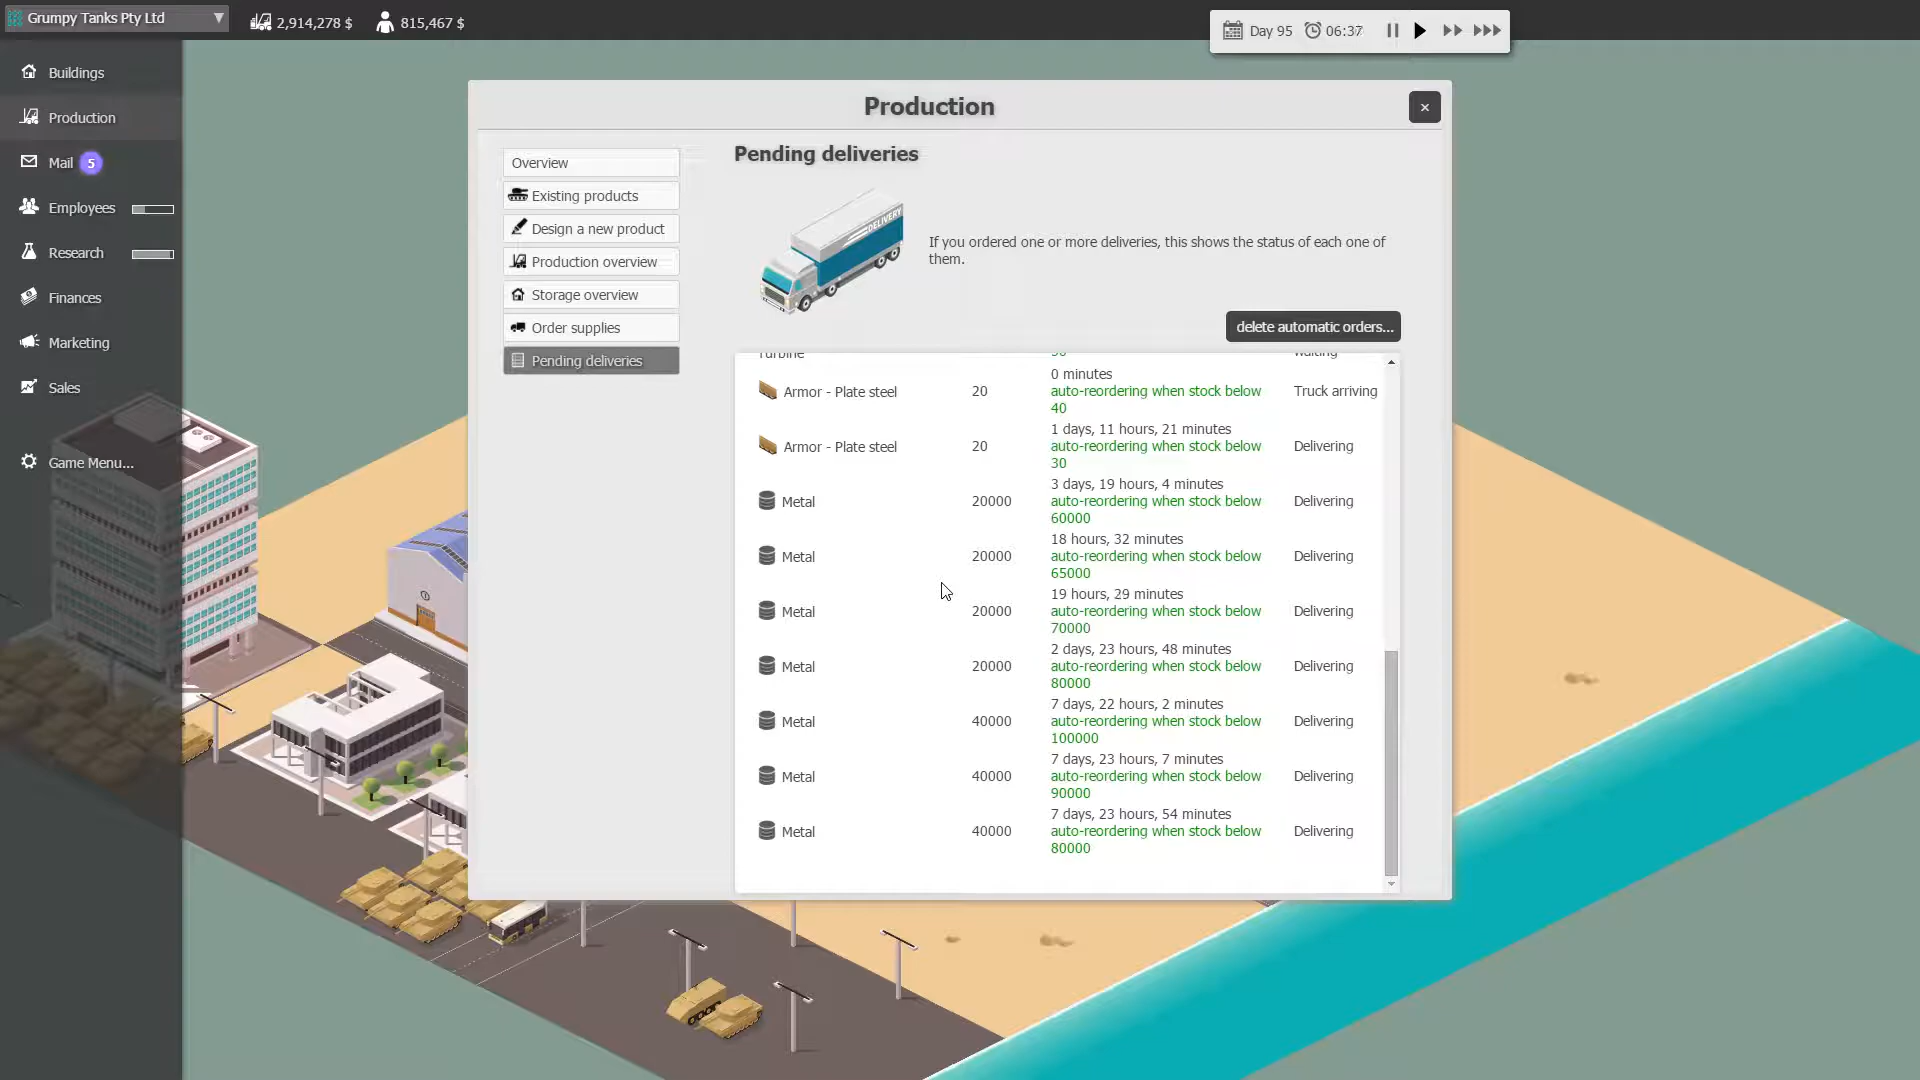 Grumpy Tanks Pty Ltd
2,914,278 $
815,467 $
Day 95
06:37
Buildings
Production
Mail 5
Employees
Research
Finances
Marketing
Sales
Game Menu...
Production
×
Overview
Existing products
Design a new product
Production overview
Storage overview
Order supplies
Pending deliveries
Pending deliveries
DELIVERY
If you ordered one or more deliveries, this shows the status of each one of
them.
delete automatic orders...
Turbine 50 waiting
0 minutes
Armor - Plate steel 20 auto-reordering when stock below Truck arriving
40
1 days, 11 hours, 21 minutes
Armor - Plate steel 20 auto-reordering when stock below Delivering
30
3 days, 19 hours, 4 minutes
Metal 20000 auto-reordering when stock below Delivering
60000
18 hours, 32 minutes
Metal 20000 auto-reordering when stock below Delivering
65000
19 hours, 29 minutes
Metal 20000 auto-reordering when stock below Delivering
70000
2 days, 23 hours, 48 minutes
Metal 20000 auto-reordering when stock below Delivering
80000
7 days, 22 hours, 2 minutes
Metal 40000 auto-reordering when stock below Delivering
100000
7 days, 23 hours, 7 minutes
Metal 40000 auto-reordering when stock below Delivering
90000
7 days, 23 hours, 54 minutes
Metal 40000 auto-reordering when stock below Delivering
80000